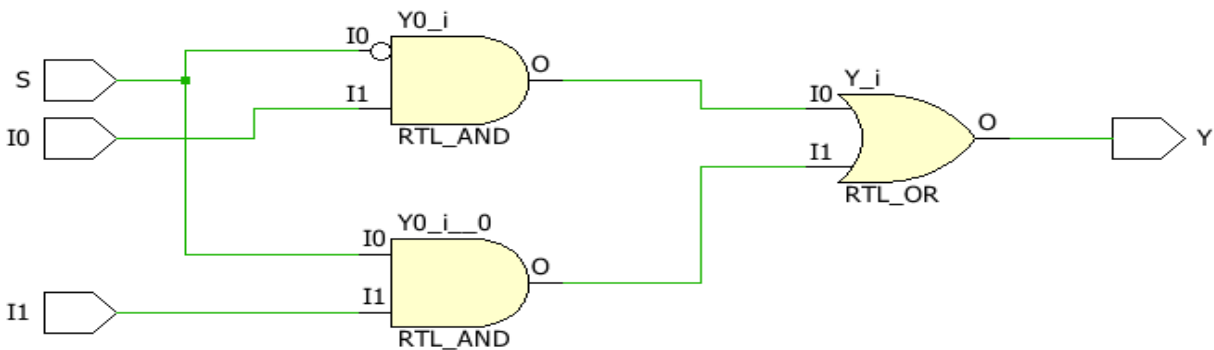 Y0_i
I0
O
S
I1
RTL_AND
I0
Y_i
I0
O
I1
Y
RTL_OR
Y0_i__0
I0
O
I1
I1
RTL_AND